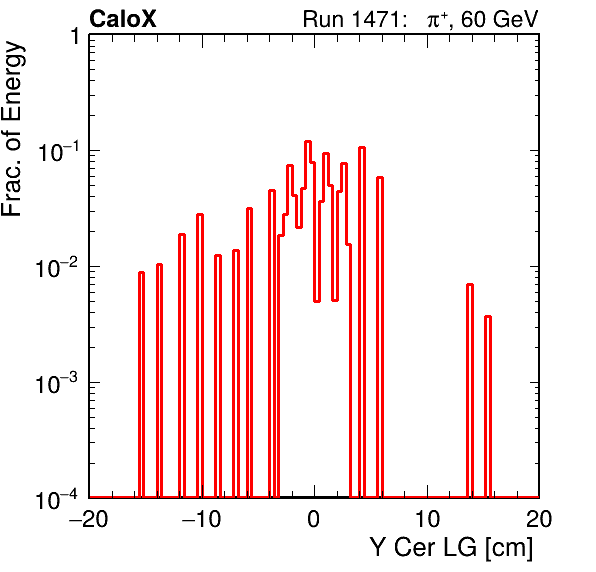 CaloX Run 1471: π⁺, 60 GeV
Frac. of Energy
1
10⁻¹
10⁻²
10⁻³
10⁻⁴
−20 −10 0 10 20
Y Cer LG [cm]